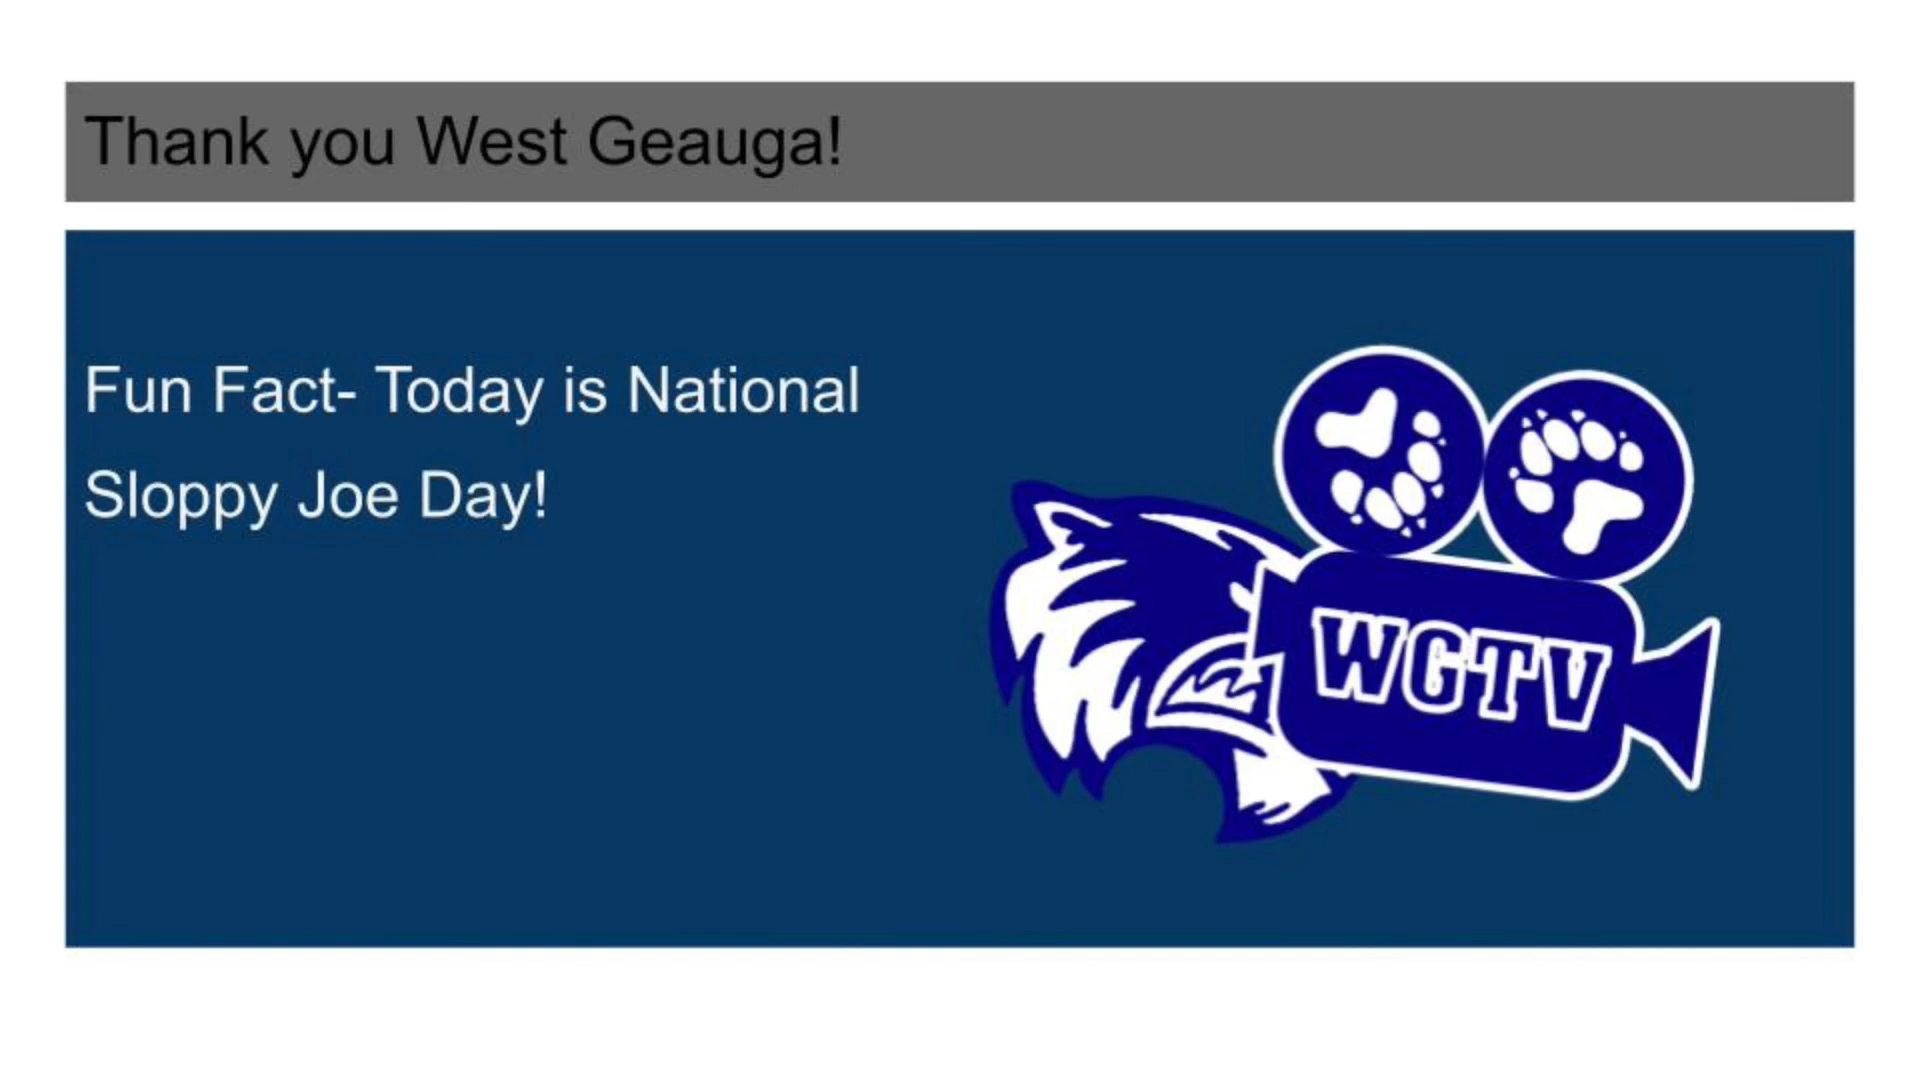 Thank you West Geauga!
Fun Fact- Today is National
Sloppy Joe Day!
WGTV